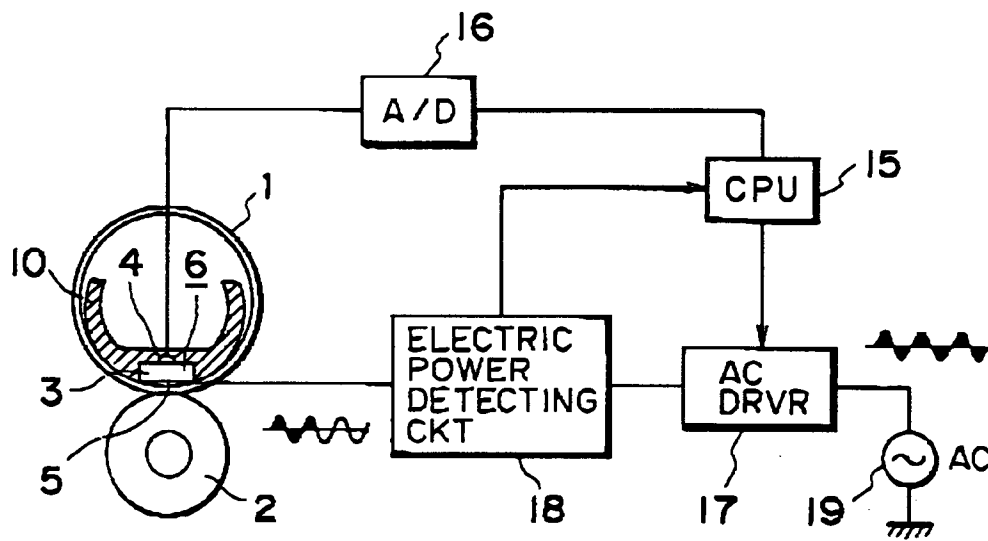 16
A/D
1
CPU
15
10
4
6
ELECTRIC
POWER
DETECTING
CKT
AC
DRVR
3
5
2
18
17
19
AC